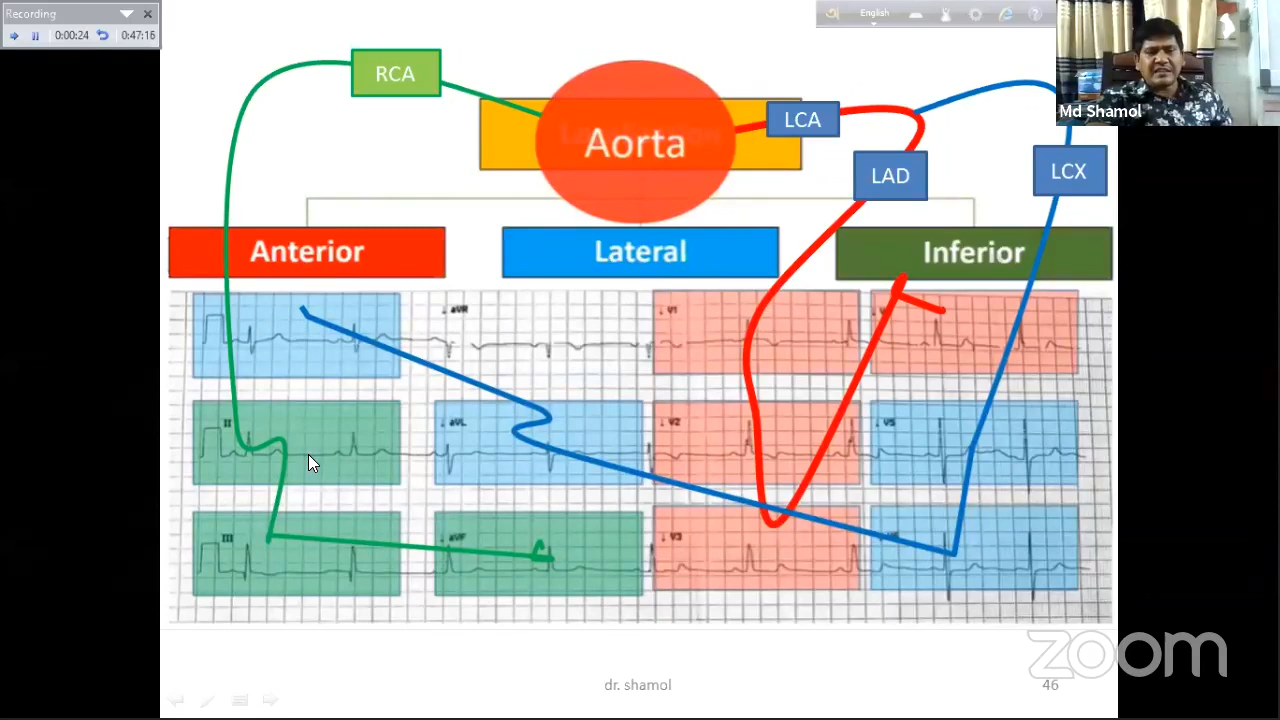 Recording
0:00:24
0:47:16
English
Md Shamol
RCA
Aorta
LCA
LAD
LCX
Anterior
Lateral
Inferior
aVR
V1
II
aVL
V2
V5
III
aVF
V3
zoom
dr. shamol
46